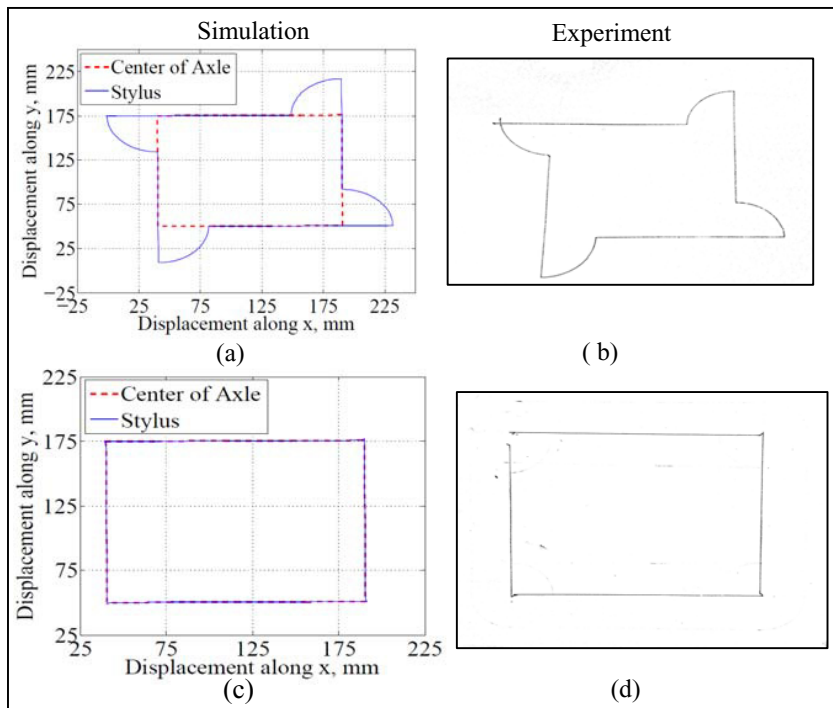 Simulation
Experiment
Displacement along y, mm
225
175
125
75
25
−25
Center of Axle
Stylus
−25 25 75 125 175 225
Displacement along x, mm
(a)
( b)
Displacement along y, mm
225
175
125
75
25
Center of Axle
Stylus
25 75 125 175 225
Displacement along x, mm
(c)
(d)